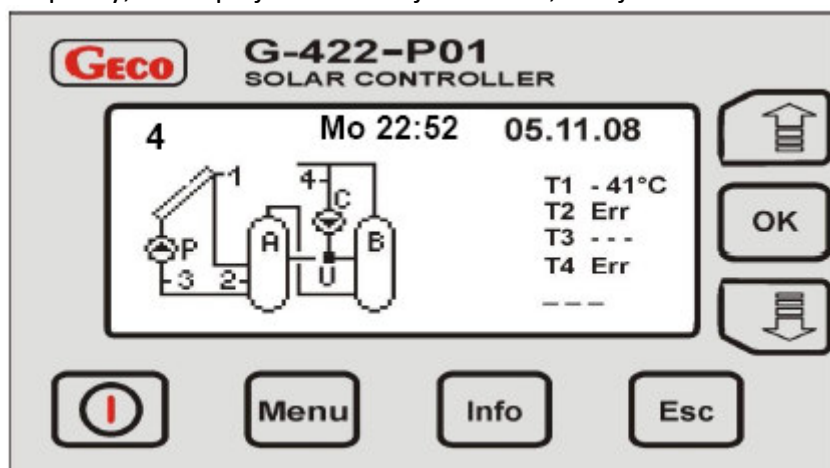 GECO
G-422-P01
SOLAR CONTROLLER
4 Mo 22:52 05.11.08
1
4
C
P
A
B
3
2
U
T1 - 41°C
T2 Err
T3 - - -
T4 Err
- - -
OK
Menu
Info
Esc